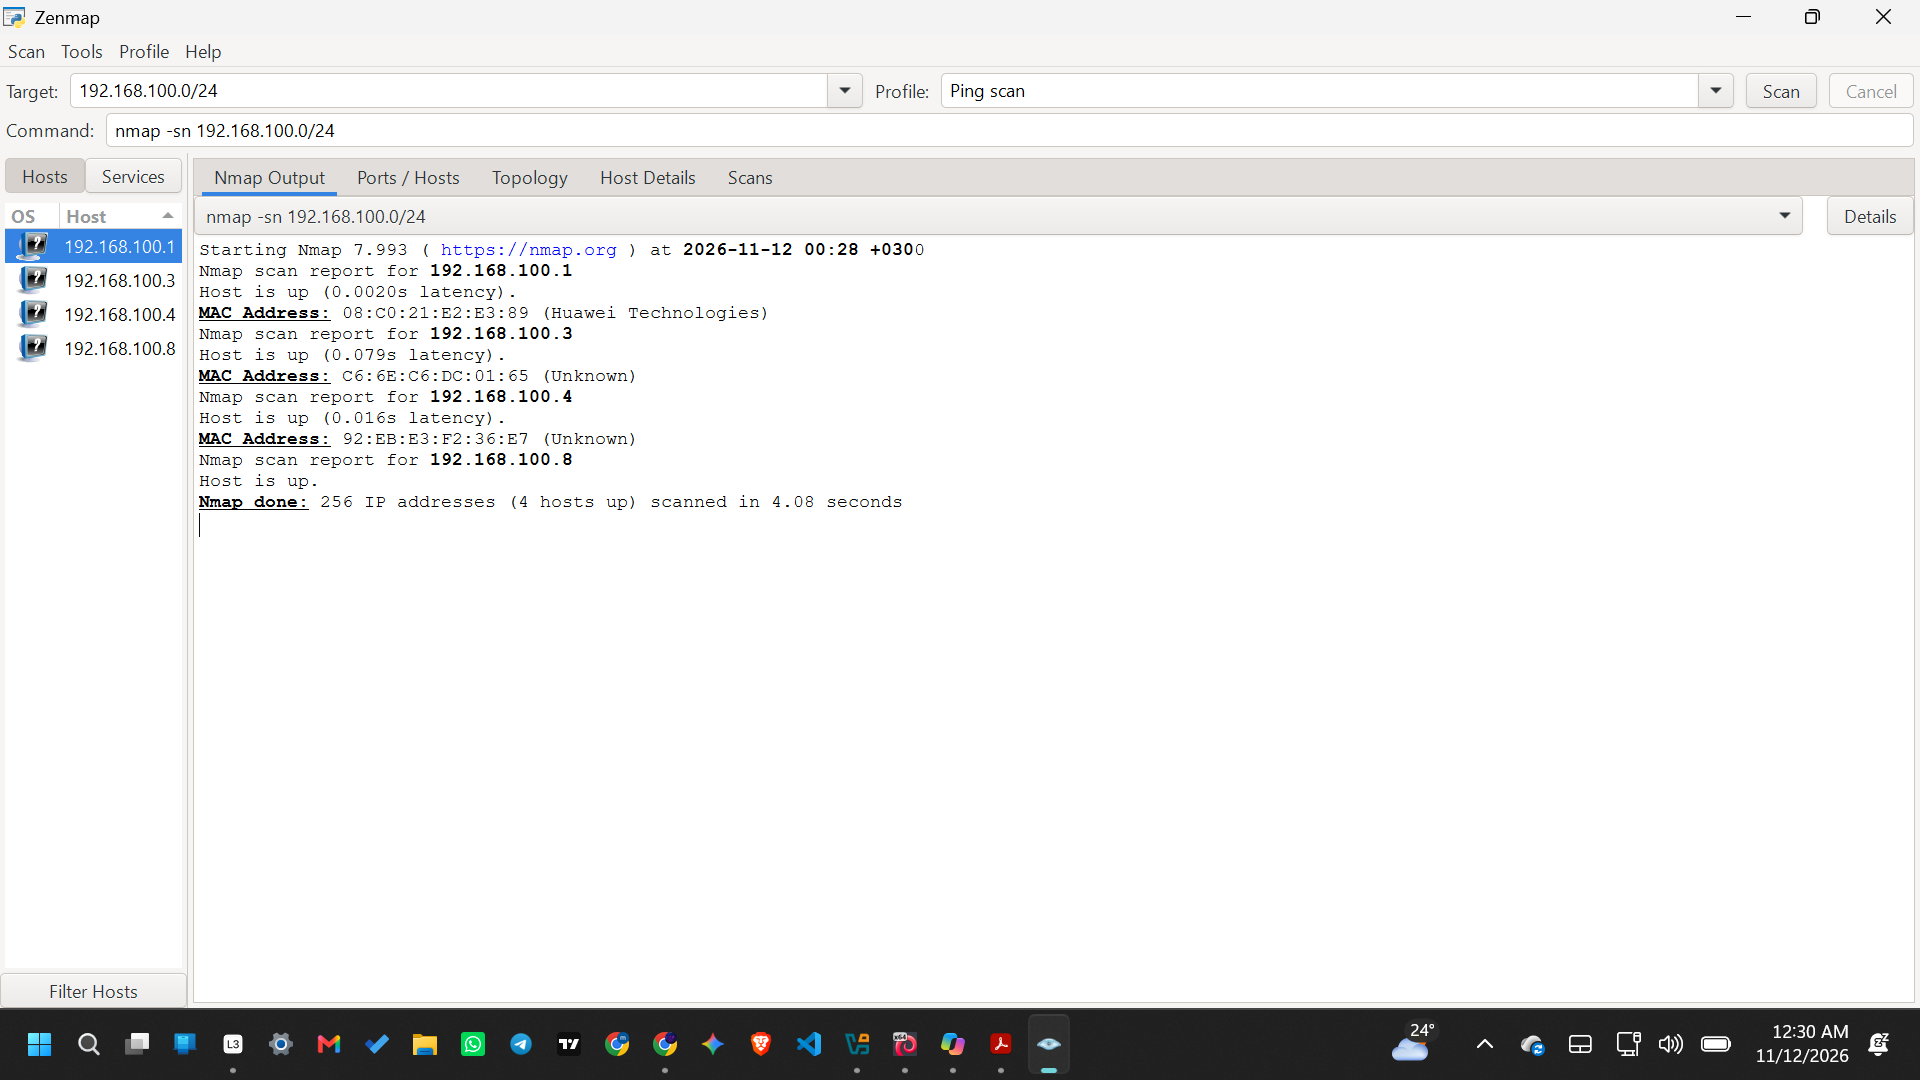 Zenmap
Scan Tools Profile Help
Target: 192.168.100.0/24 Profile: Ping scan Scan Cancel
Command: nmap -sn 192.168.100.0/24
Hosts Services
OS Host
192.168.100.1
192.168.100.3
192.168.100.4
192.168.100.8
Filter Hosts
Nmap Output Ports / Hosts Topology Host Details Scans
nmap -sn 192.168.100.0/24 Details
Starting Nmap 7.993 ( https://nmap.org ) at 2026-11-12 00:28 +0300
Nmap scan report for 192.168.100.1
Host is up (0.0020s latency).
MAC Address: 08:C0:21:E2:E3:89 (Huawei Technologies)
Nmap scan report for 192.168.100.3
Host is up (0.079s latency).
MAC Address: C6:6E:C6:DC:01:65 (Unknown)
Nmap scan report for 192.168.100.4
Host is up (0.016s latency).
MAC Address: 92:EB:E3:F2:36:E7 (Unknown)
Nmap scan report for 192.168.100.8
Host is up.
Nmap done: 256 IP addresses (4 hosts up) scanned in 4.08 seconds
L3
x64
24°
12:30 AM
11/12/2026